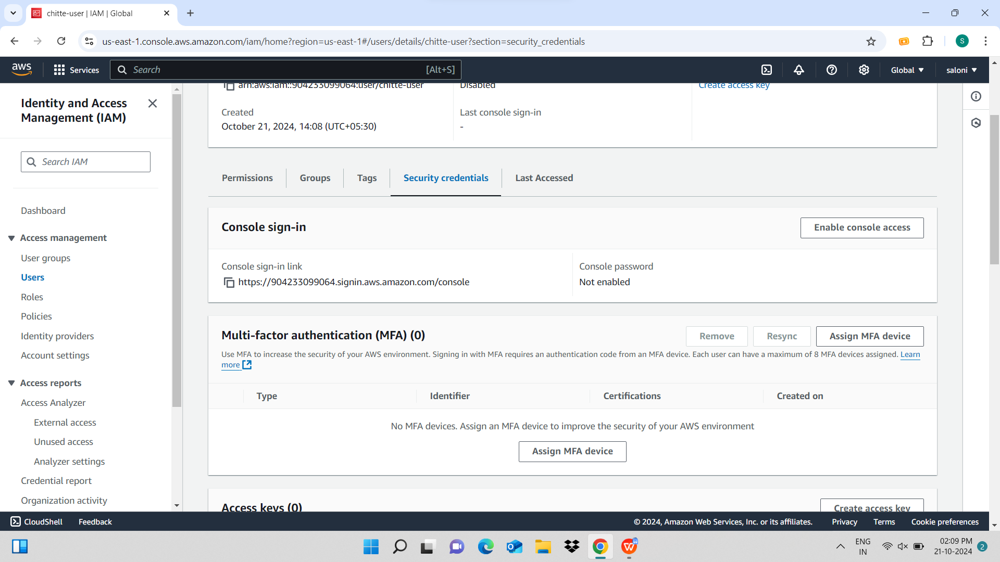 chitte-user | IAM | Global
us-east-1.console.aws.amazon.com/iam/home?region=us-east-1#/users/details/chitte-user?section=security_credentials
S
aws
Services
Search
[Alt+S]
Global
saloni
Identity and Access
Management (IAM)
Search IAM
Dashboard
Access management
User groups
Users
Roles
Policies
Identity providers
Account settings
Access reports
Access Analyzer
External access
Unused access
Analyzer settings
Credential report
Organization activity
arn:aws:iam::904233099064:user/chitte-user
Disabled
Create access key
Created
October 21, 2024, 14:08 (UTC+05:30)
Last console sign-in
-
Permissions
Groups
Tags
Security credentials
Last Accessed
Console sign-in
Enable console access
Console sign-in link
https://904233099064.signin.aws.amazon.com/console
Console password
Not enabled
Multi-factor authentication (MFA) (0)
Remove
Resync
Assign MFA device
Use MFA to increase the security of your AWS environment. Signing in with MFA requires an authentication code from an MFA device. Each user can have a maximum of 8 MFA devices assigned. Learn
more
Type
Identifier
Certifications
Created on
No MFA devices. Assign an MFA device to improve the security of your AWS environment
Assign MFA device
Access keys (0)
Create access key
CloudShell
Feedback
© 2024, Amazon Web Services, Inc. or its affiliates.
Privacy
Terms
Cookie preferences
ENG
IN
02:09 PM
21-10-2024
2